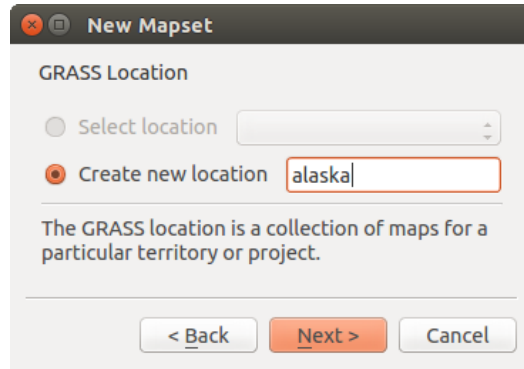 New Mapset
GRASS Location
Select location
Create new location alaska
The GRASS location is a collection of maps for a
particular territory or project.
< Back Next > Cancel